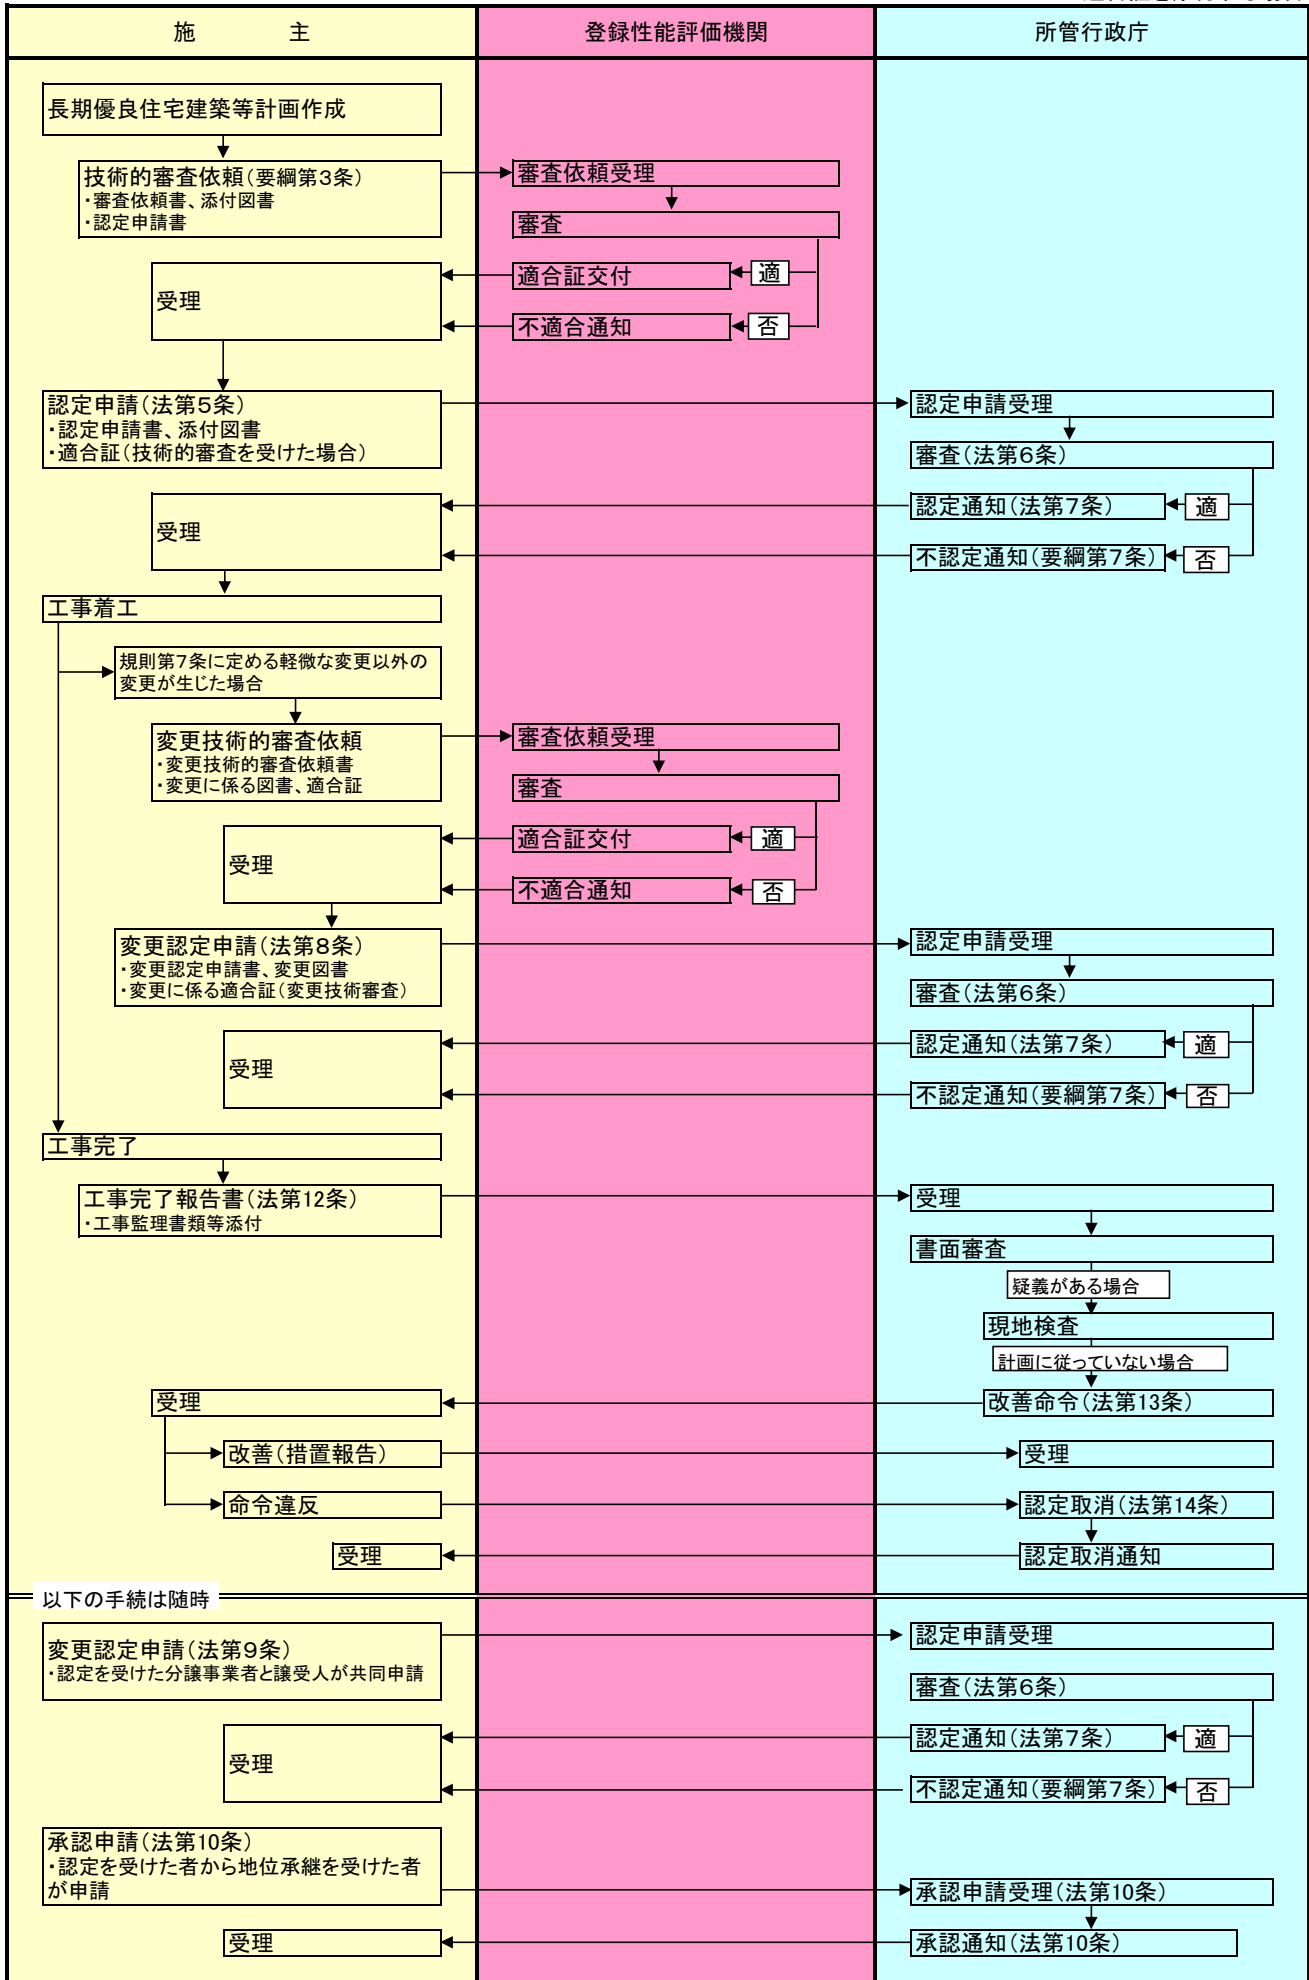 施　　　主
登録性能評価機関
所管行政庁
長期優良住宅建築等計画作成
技術的審査依頼(要綱第3条)
・審査依頼書、添付図書
・認定申請書
審査依頼受理
審査
適
適合証交付
受理
否
不適合通知
認定申請(法第5条)
・認定申請書、添付図書
・適合証(技術的審査を受けた場合)
認定申請受理
審査(法第6条)
適
認定通知(法第7条)
受理
否
不認定通知(要綱第7条)
工事着工
規則第7条に定める軽微な変更以外の
変更が生じた場合
変更技術的審査依頼
・変更技術的審査依頼書
・変更に係る図書、適合証
審査依頼受理
審査
適
適合証交付
受理
否
不適合通知
変更認定申請(法第8条)
・変更認定申請書、変更図書
・変更に係る適合証(変更技術審査)
認定申請受理
審査(法第6条)
適
認定通知(法第7条)
受理
否
不認定通知(要綱第7条)
工事完了
工事完了報告書(法第12条)
・工事監理書類等添付
受理
書面審査
疑義がある場合
現地検査
計画に従っていない場合
改善命令(法第13条)
受理
改善(措置報告)
受理
命令違反
認定取消(法第14条)
認定取消通知
受理
以下の手続は随時
変更認定申請(法第9条)
・認定を受けた分譲事業者と譲受人が共同申請
認定申請受理
審査(法第6条)
適
認定通知(法第7条)
受理
否
不認定通知(要綱第7条)
承認申請(法第10条)
・認定を受けた者から地位承継を受けた者
が申請
承認申請受理(法第10条)
承認通知(法第10条)
受理